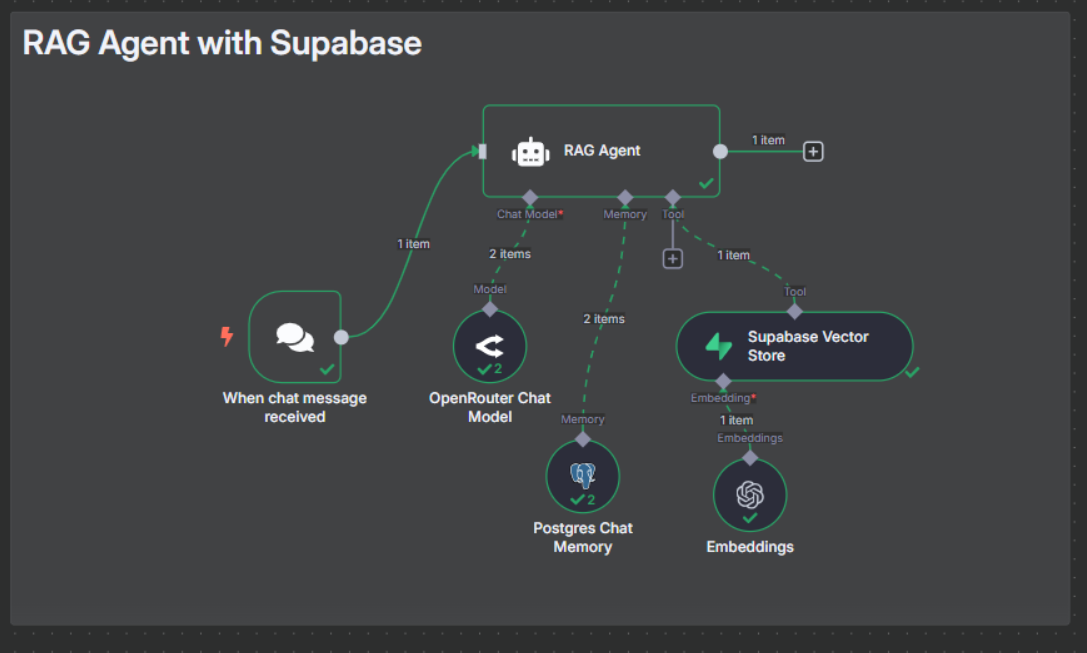 RAG Agent with Supabase
RAG Agent
1 item
Chat Model*
Memory
Tool
1 item
2 items
1 item
Model
Tool
2 items
Supabase Vector
Store
2
When chat message
received
OpenRouter Chat
Model
Embedding*
Memory
1 item
Embeddings
2
Postgres Chat
Memory
Embeddings